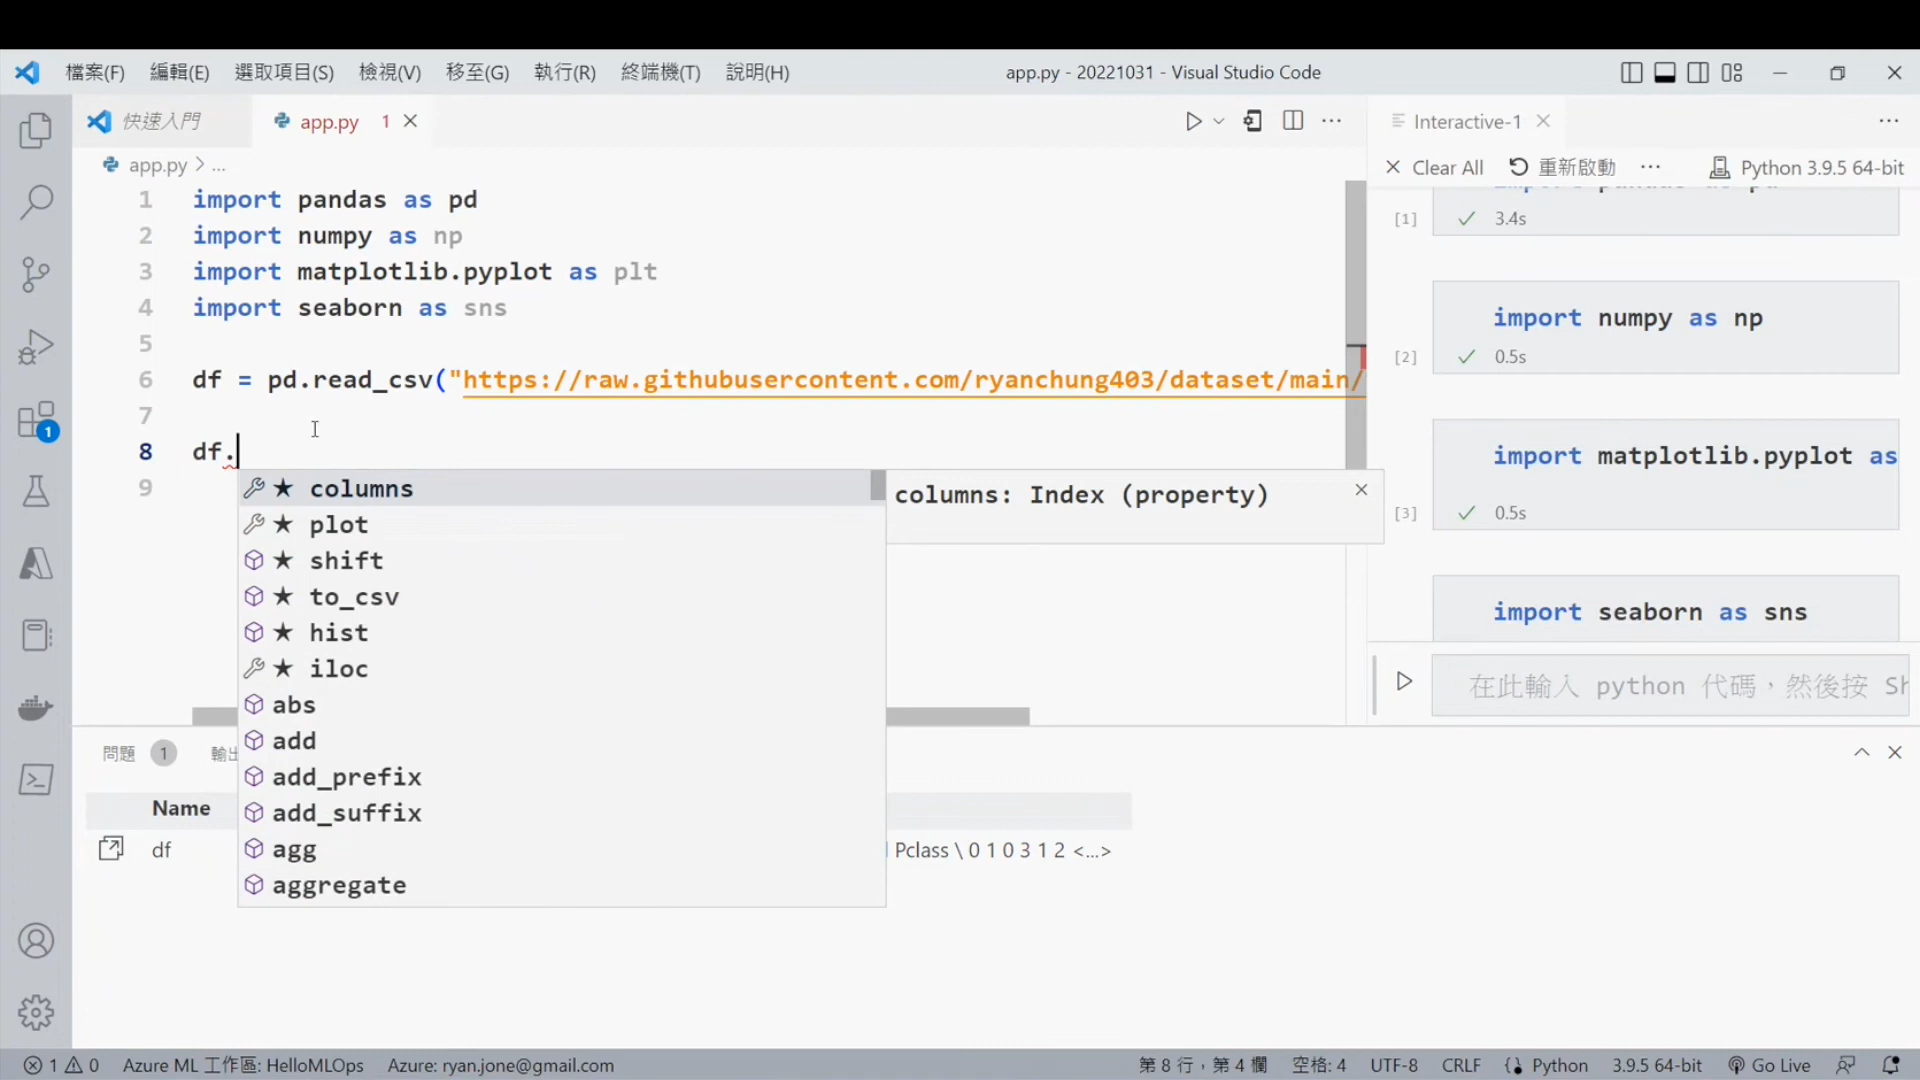 檔案(F) 編輯(E) 選取項目(S) 檢視(V) 移至(G) 執行(R) 終端機(T) 說明(H) app.py - 20221031 - Visual Studio Code
快速入門 app.py 1
app.py > ...
1 import pandas as pd
2 import numpy as np
3 import matplotlib.pyplot as plt
4 import seaborn as sns
5
6 df = pd.read_csv("https://raw.githubusercontent.com/ryanchung403/dataset/main/
7
8 df.
9
★ columns
★ plot
★ shift
★ to_csv
★ hist
★ iloc
abs
add
add_prefix
add_suffix
agg
aggregate
columns: Index (property)
Interactive-1
Clear All 重新啟動 ... Python 3.9.5 64-bit
[1] 3.4s
import numpy as np
[2] 0.5s
import matplotlib.pyplot as
[3] 0.5s
import seaborn as sns
在此輸入 python 代碼，然後按 Sh
問題 1 輸出
Name
df Pclass \ 0 1 0 3 1 2 <...>
1
1 0 Azure ML 工作區: HelloMLOps Azure: ryan.jone@gmail.com 第 8 行，第 4 欄 空格: 4 UTF-8 CRLF Python 3.9.5 64-bit Go Live